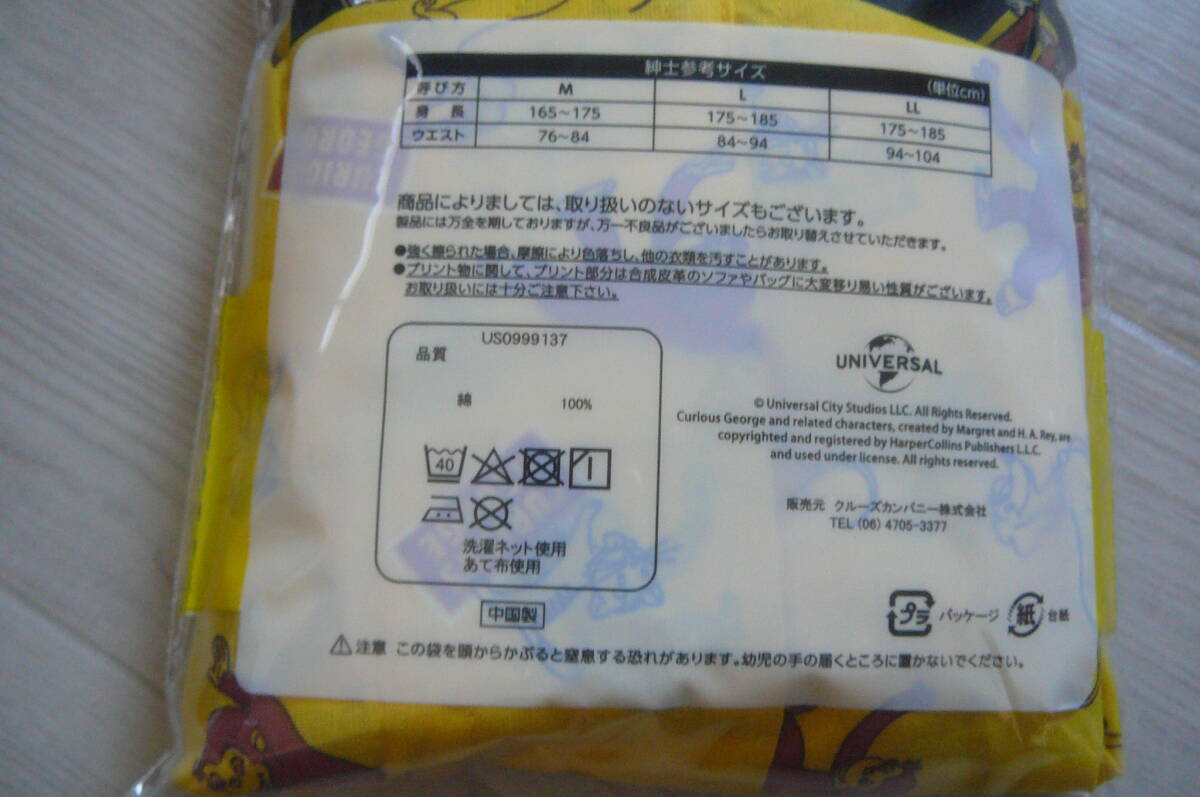 紳士参考サイズ (単位cm)
呼び方 M L LL
身 長 165～175 175～185 175～185
ウエスト 76～84 84～94 94～104
商品によりましては、取り扱いのないサイズもございます。
製品には万全を期しておりますが、万一不良品がございましたらお取り替えさせていただきます。
●強く擦られた場合、摩擦により色落ちし、他の衣類を汚すことがあります。
●プリント物に関して、プリント部分は合成皮革のソファやバッグに大変移り易い性質がございます。
お取り扱いには十分ご注意下さい。
US0999137
品質
綿 100%
40
洗濯ネット使用
あて布使用
中国製
UNIVERSAL
© Universal City Studios LLC. All Rights Reserved.
Curious George and related characters, created by Margret and H. A. Rey, are
copyrighted and registered by HarperCollins Publishers L.L.C.
and used under license. All rights reserved.
販売元 クルーズカンパニー株式会社
TEL (06) 4705-3377
プラ パッケージ 紙 台紙
注意 この袋を頭からかぶると窒息する恐れがあります。幼児の手の届くところに置かないでください。